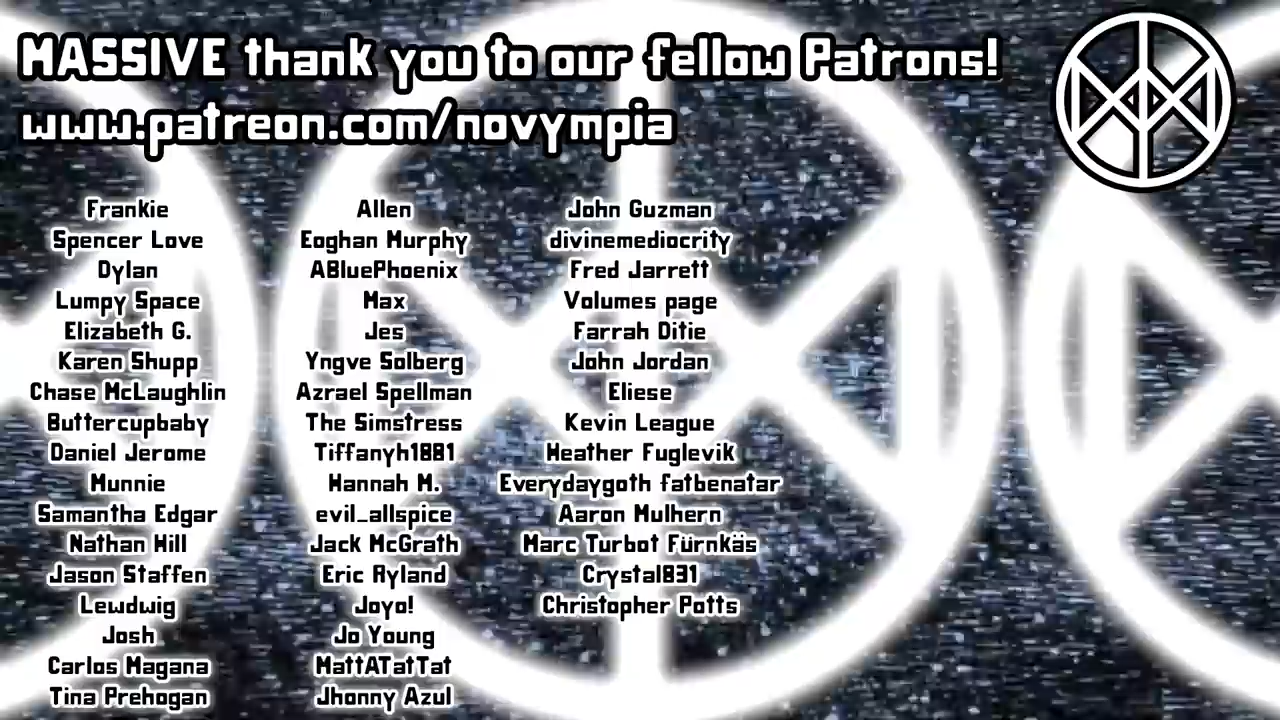 MASSIVE thank you to our fellow Patrons!
www.patreon.com/novympia
Frankie
Spencer Love
Dylan
Lumpy Space
Elizabeth G.
Karen Shupp
Chase McLaughlin
Buttercupbaby
Daniel Jerome
Munnie
Samantha Edgar
Nathan Hill
Jason Staffen
Lewdwig
Josh
Carlos Magana
Tina Prehogan
Allen
Eoghan Murphy
ABluePhoenix
Max
Jes
Yngve Solberg
Azrael Spellman
The Simstress
Tiffanyh1881
Hannah M.
evil_allspice
Jack McGrath
Eric Ryland
Joyo!
Jo Young
MattATatTat
Jhonny Azul
John Guzman
divinemediocrity
Fred Jarrett
Volumes page
Farrah Ditie
John Jordan
Eliese
Kevin League
Heather Fuglevik
Everydaygoth fatbenatar
Aaron Mulhern
Marc Turbot Fürnkäs
Crystal831
Christopher Potts